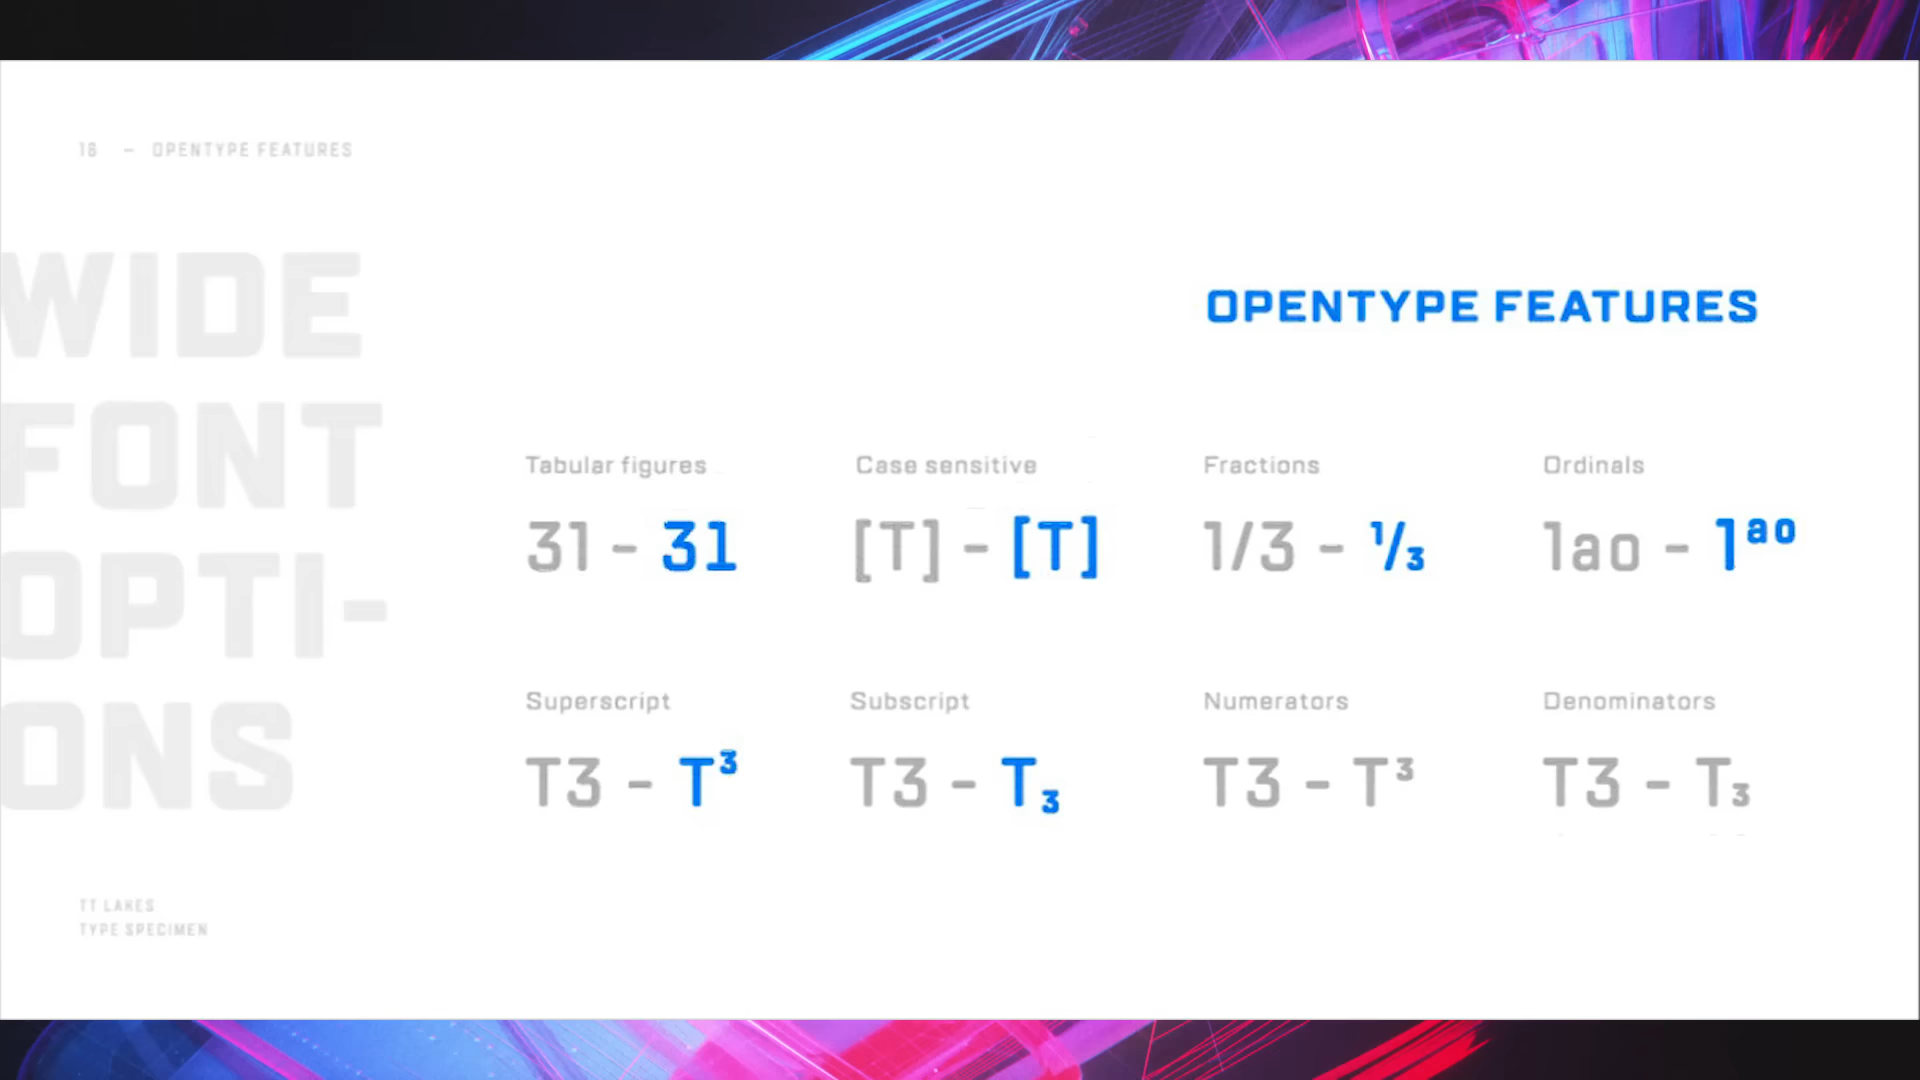 16 – OPENTYPE FEATURES
WIDE
FONT
OPTI-
ONS
OPENTYPE FEATURES
Tabular figures
31 – 31
Case sensitive
[T] – [T]
Fractions
1/3 – ⅓
Ordinals
1ao – 1ᵃᵒ
Superscript
T3 – T³
Subscript
T3 – T₃
Numerators
T3 – T³
Denominators
T3 – T₃
TT LAKES
TYPE SPECIMEN